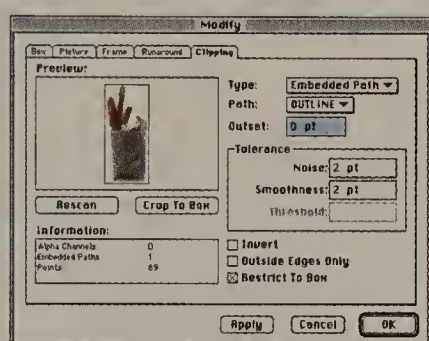 Modify
Box Picture Frame Runaround Clipping
Preview:
Type: Embedded Path
Path: OUTLINE
Outset: 0 pt
Tolerance
Noise: 2 pt
Smoothness: 2 pt
Threshold:
Rescan Crop To Box
Information:
Alpha Channels 0
Embedded Paths 1
Points 69
Invert
Outside Edges Only
Restrict To Box
Apply Cancel OK